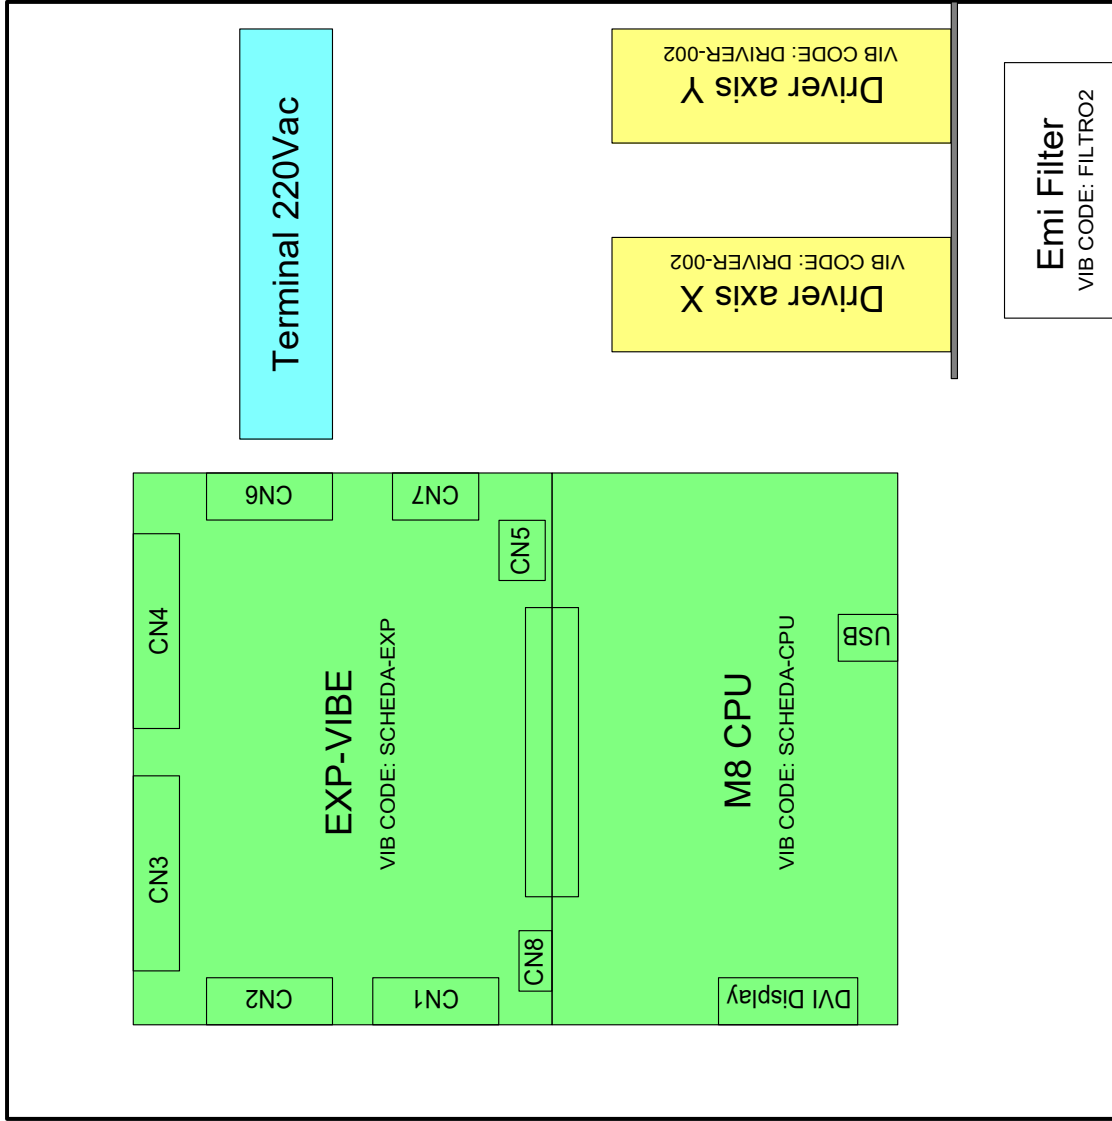 VIB CODE: DRIVER-002
Driver axis Y
Terminal 220Vac
Emi Filter
VIB CODE: FILTRO2
VIB CODE: DRIVER-002
Driver axis X
CN6
CN7
CN5
CN4
USB
EXP-VIBE
VIB CODE: SCHEDA-EXP
M8 CPU
VIB CODE: SCHEDA-CPU
CN3
CN8
CN2
CN1
DVI Display